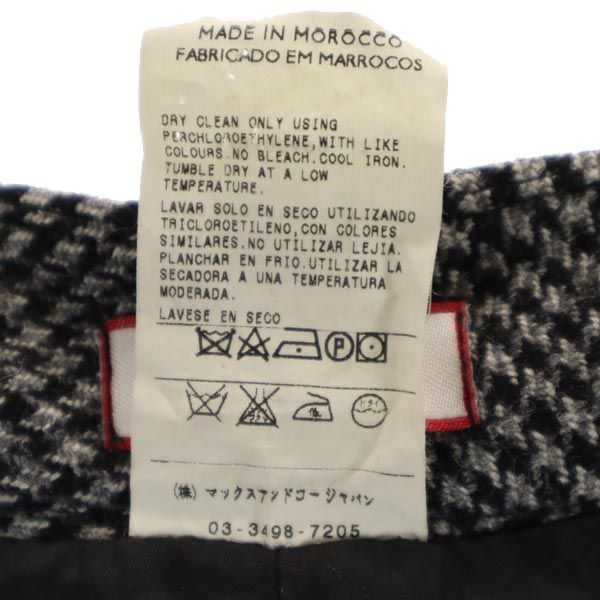 MADE IN MOROCCO
FABRICADO EM MARROCOS
DRY CLEAN ONLY USING
PERCHLOROETHYLENE,WITH LIKE
COLOURS.NO BLEACH.COOL IRON.
TUMBLE DRY AT A LOW
TEMPERATURE.
LAVAR SOLO EN SECO UTILIZANDO
TRICLOROETILENO,CON COLORES
SIMILARES.NO UTILIZAR LEJIA.
PLANCHAR EN FRIO.UTILIZAR LA
SECADORA A UNA TEMPERATURA
MODERADA.
LAVESE EN SECO
P
(株) マックスアンドコージャパン
03-3498-7205